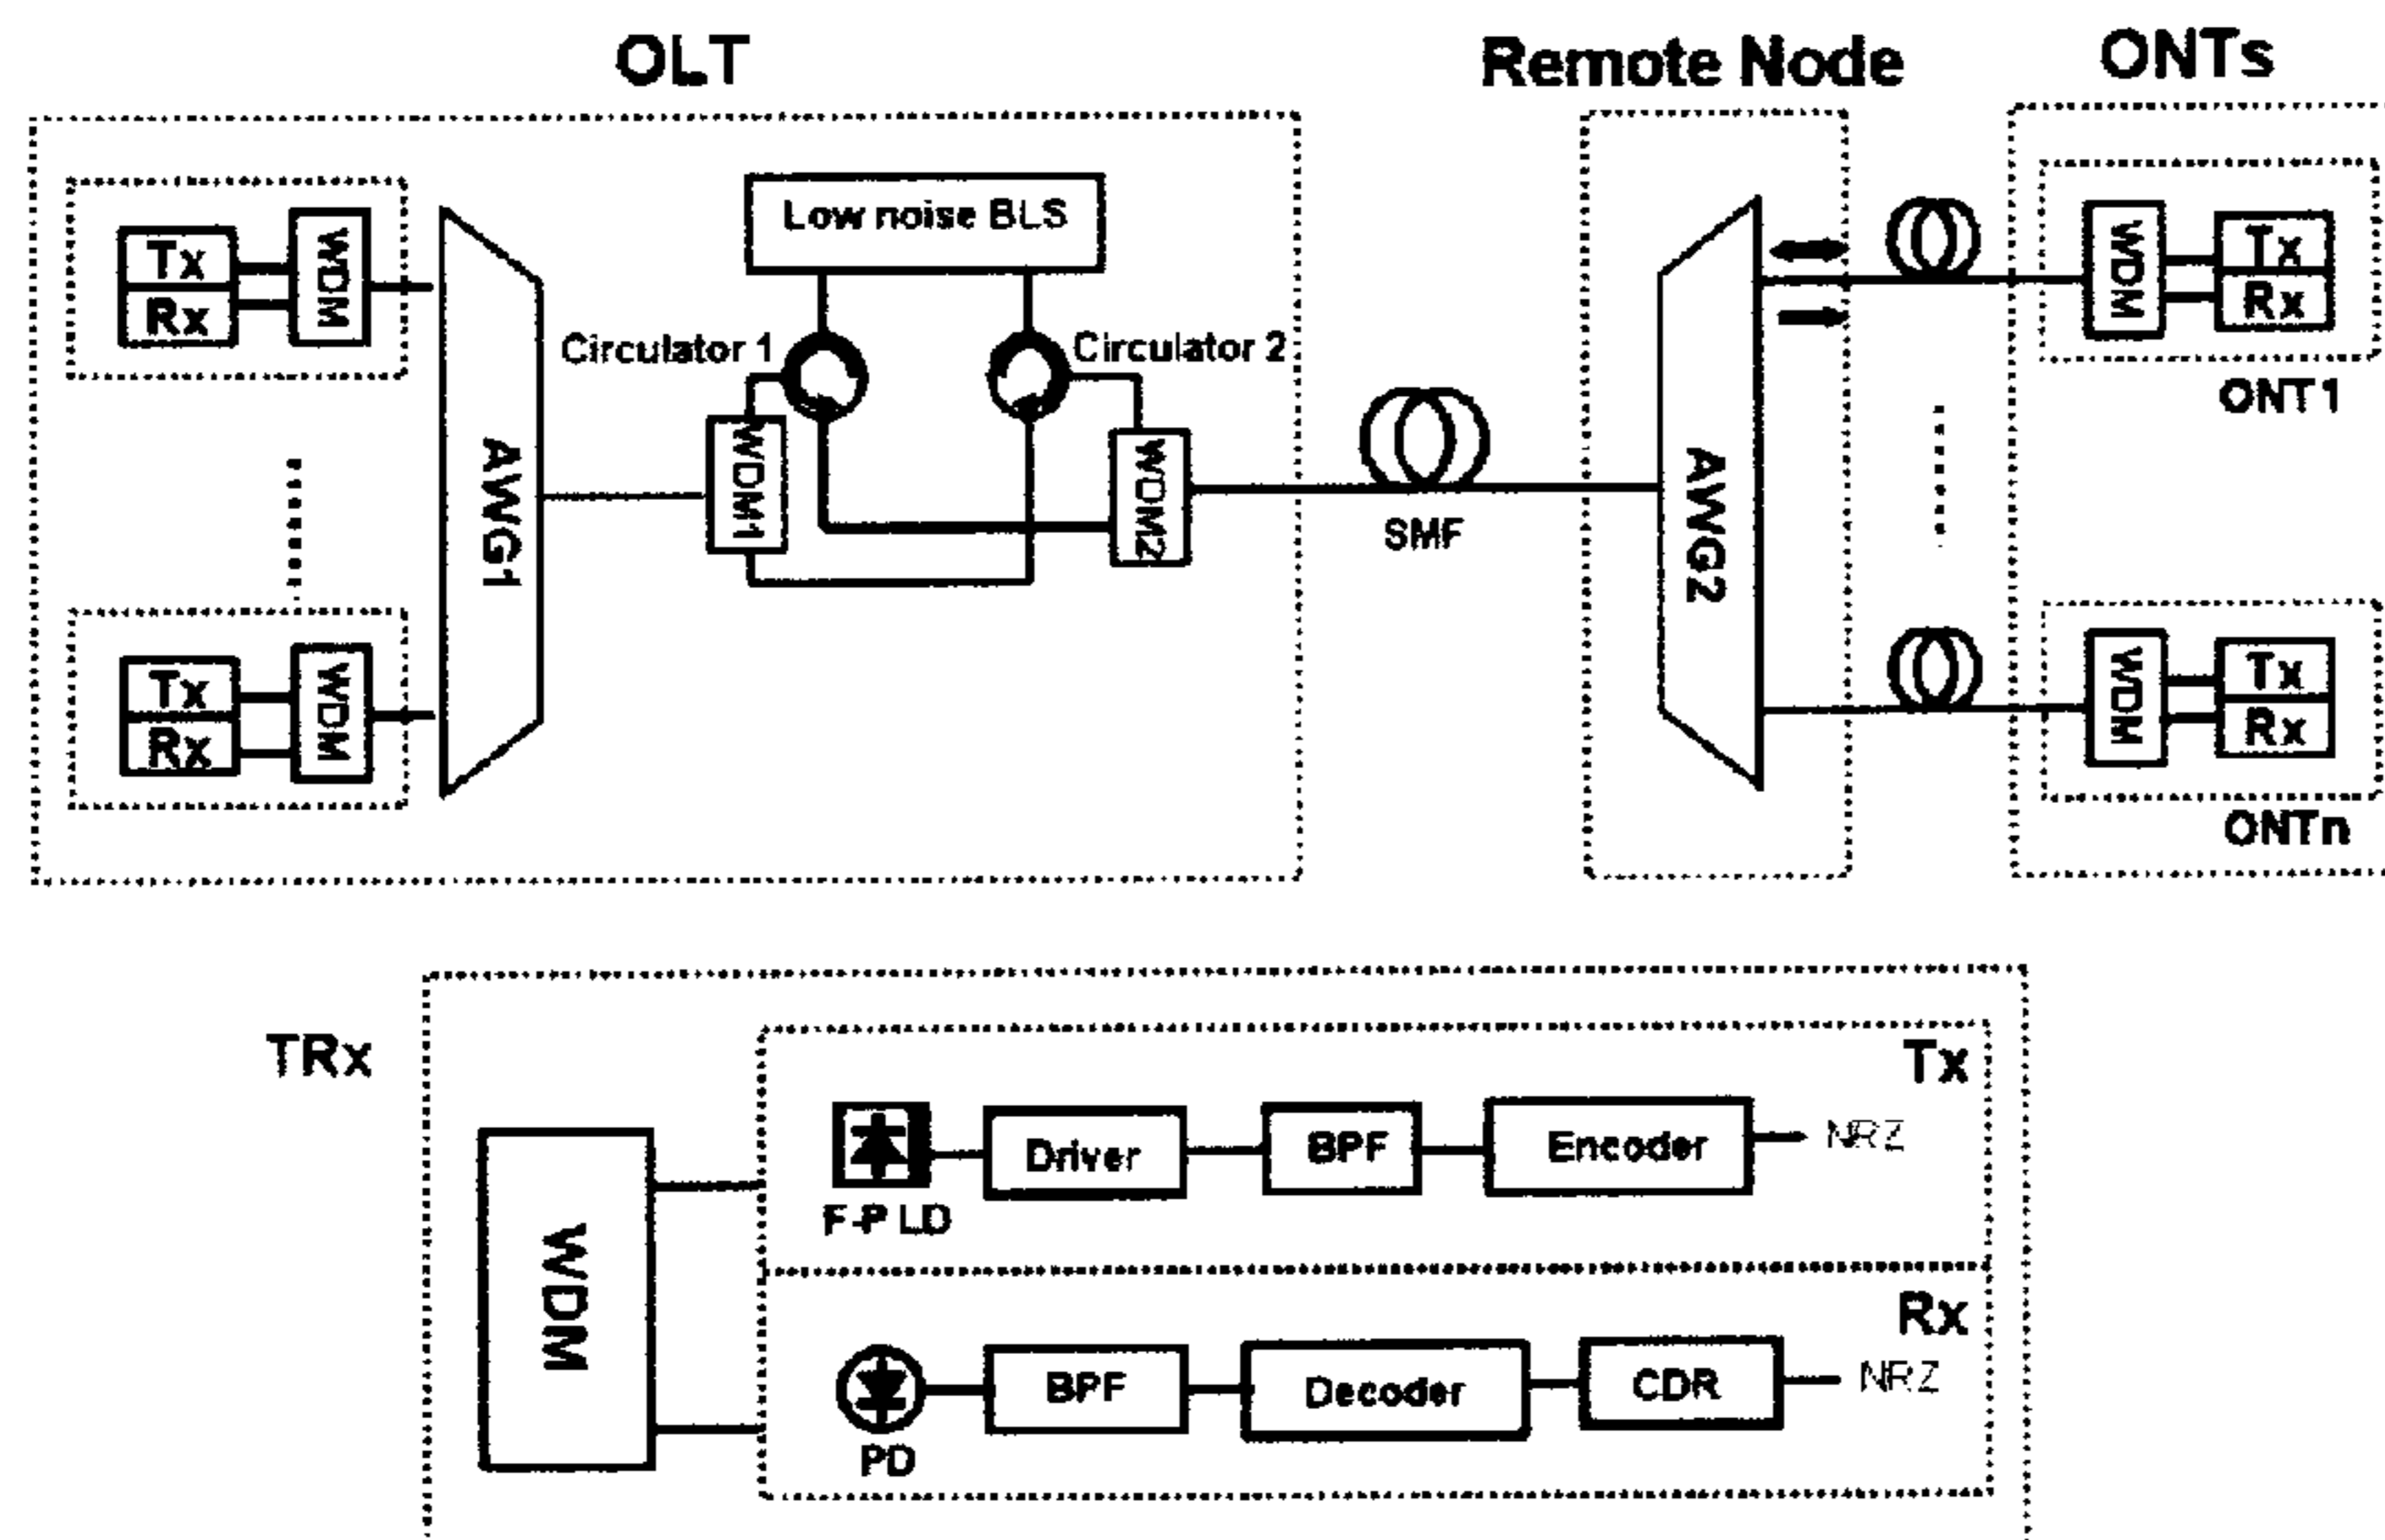 OLT
Remote Node
ONTs
Low noise BLS
Tx
Rx
WDM
Circulator 1
Circulator 2
AWG1
WDM1
WDM2
SMF
AWG2
WDM
Tx
Rx
ONT1
Tx
Rx
WDM
WDM
Tx
Rx
ONTn
TRx
Tx
WDM
F-P LD
Driver
BPF
Encoder
NRZ
Rx
PD
BPF
Decoder
CDR
NRZ